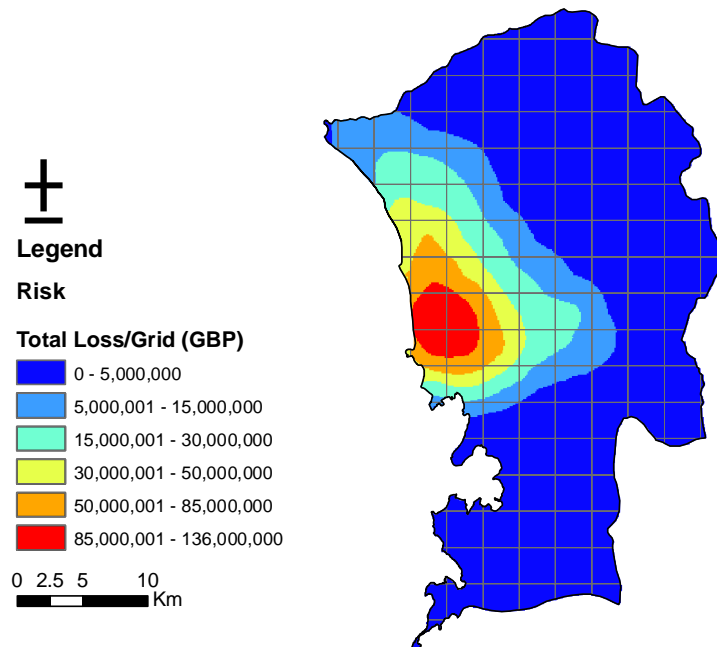 Legend
Risk
Total Loss/Grid (GBP)
0 - 5,000,000
5,000,001 - 15,000,000
15,000,001 - 30,000,000
30,000,001 - 50,000,000
50,000,001 - 85,000,000
85,000,001 - 136,000,000
0 2.5 5 10
Km